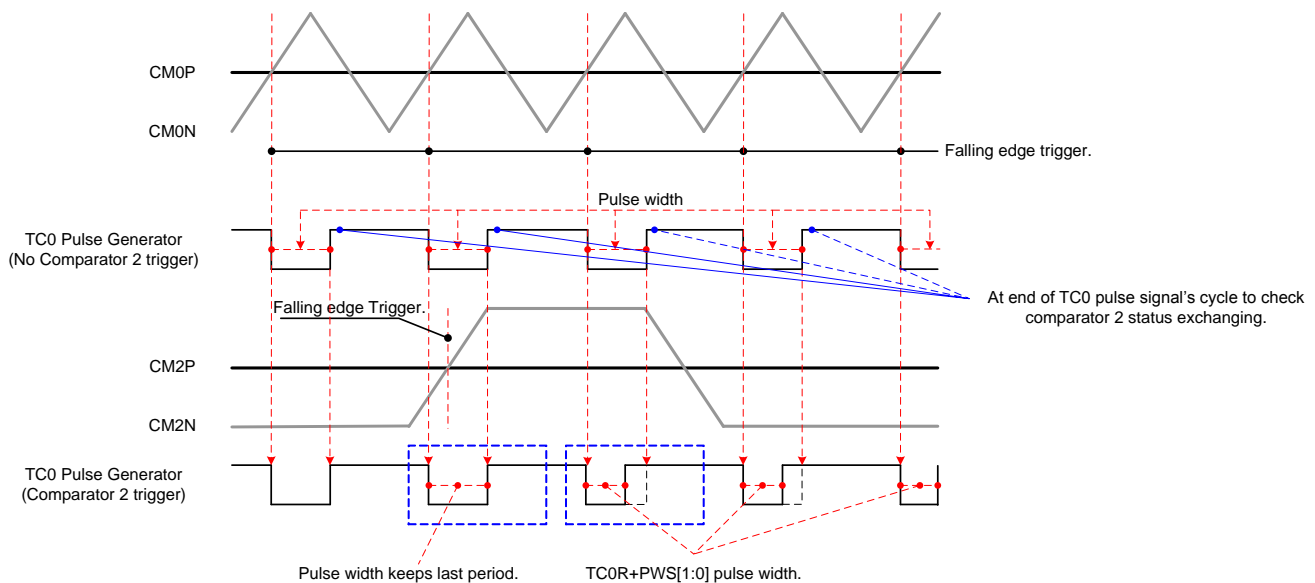 CM0P
CM0N
Falling edge trigger.
Pulse width
TC0 Pulse Generator
(No Comparator 2 trigger)
Falling edge Trigger.
At end of TC0 pulse signal's cycle to check
comparator 2 status exchanging.
CM2P
CM2N
TC0 Pulse Generator
(Comparator 2 trigger)
Pulse width keeps last period.
TC0R+PWS[1:0] pulse width.